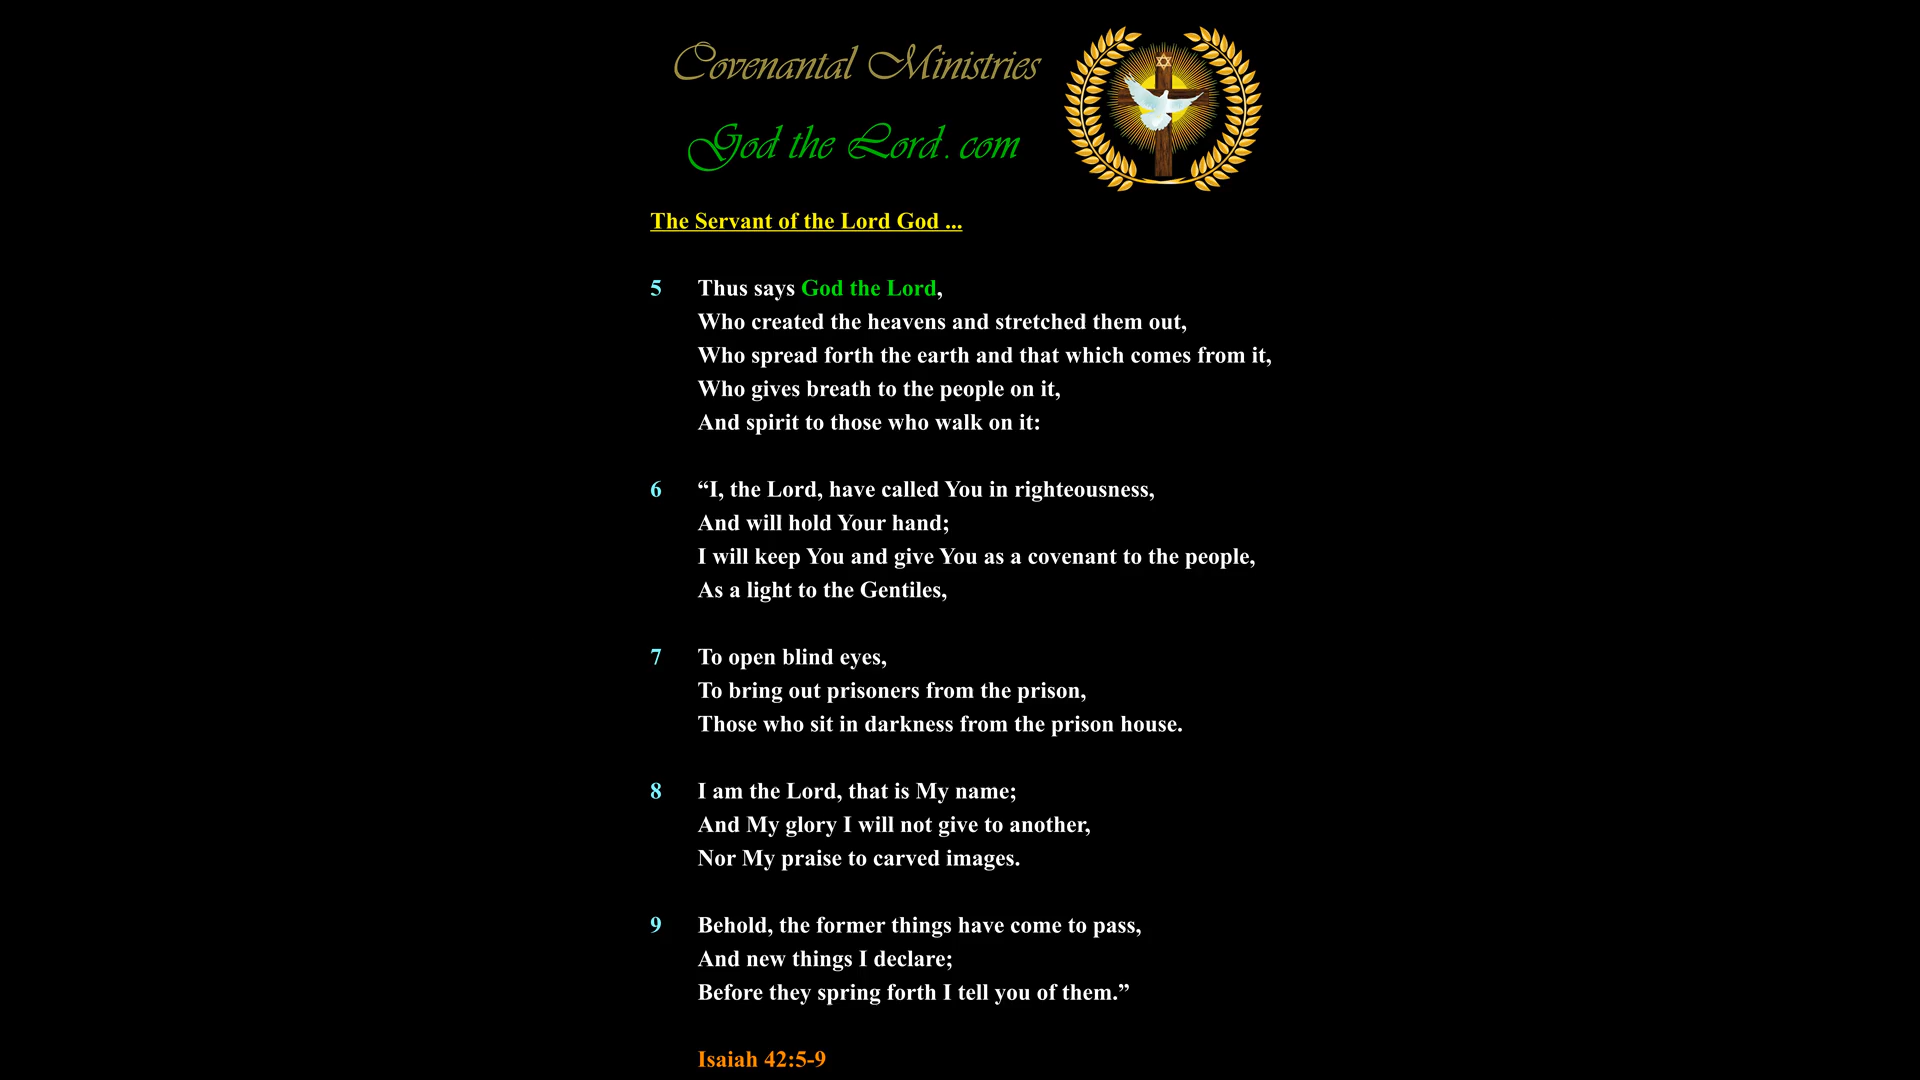 Covenantal Ministries
God the Lord . com
The Servant of the Lord God ...
5 Thus says God the Lord,
Who created the heavens and stretched them out,
Who spread forth the earth and that which comes from it,
Who gives breath to the people on it,
And spirit to those who walk on it:
6 “I, the Lord, have called You in righteousness,
And will hold Your hand;
I will keep You and give You as a covenant to the people,
As a light to the Gentiles,
7 To open blind eyes,
To bring out prisoners from the prison,
Those who sit in darkness from the prison house.
8 I am the Lord, that is My name;
And My glory I will not give to another,
Nor My praise to carved images.
9 Behold, the former things have come to pass,
And new things I declare;
Before they spring forth I tell you of them.”
Isaiah 42:5-9